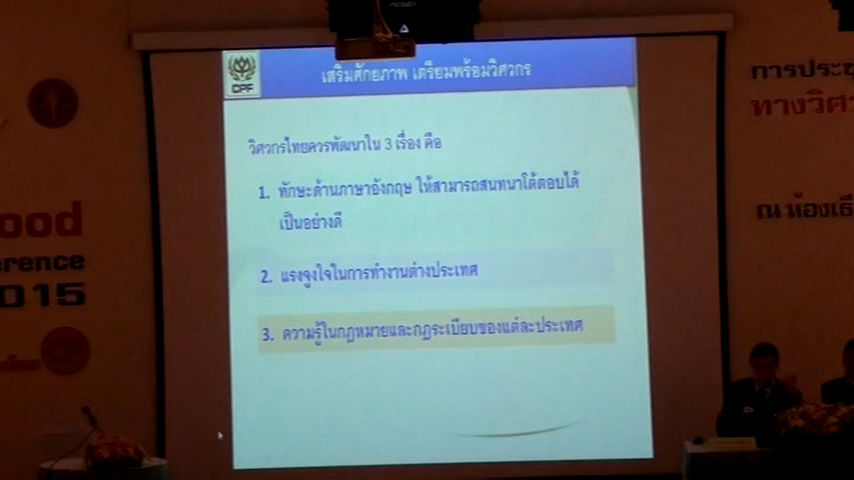 CPF
เสริมศักยภาพ เตรียมพร้อมวิศวกร
วิศวกรไทยควรพัฒนาใน 3 เรื่อง คือ
1. ทักษะด้านภาษาอังกฤษ ให้สามารถสนทนาโต้ตอบได้
เป็นอย่างดี
2. แรงจูงใจในการทำงานต่างประเทศ
3. ความรู้ในกฎหมายและกฎระเบียบของแต่ละประเทศ
ood
erence
015
การประชุ
ทางวิศว
ณ ห้อง